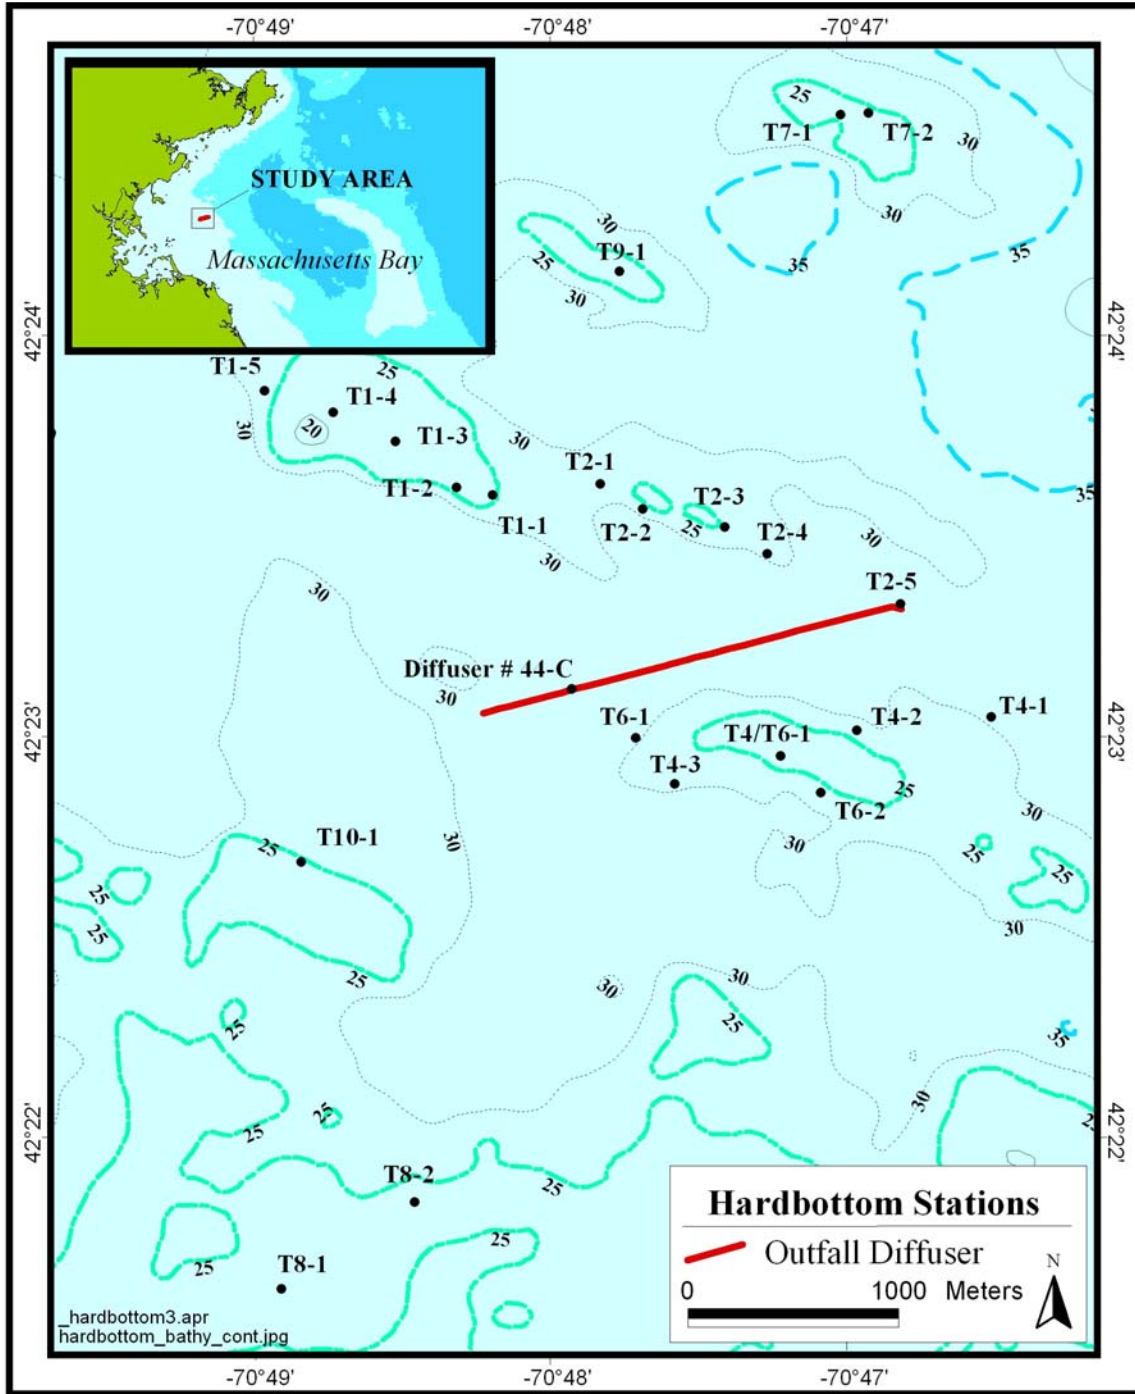 -70°49'
-70°48'
-70°47'
STUDY AREA
Massachusetts Bay
25
T7-1
T7-2
30
30
35
35
30
T9-1
25
30
42°24'
42°24'
T1-5
25
T1-4
20
30
T1-3
30
T2-1
T1-2
T2-3
35
T1-1
T2-2
25
T2-4
30
30
30
T2-5
Diffuser # 44-C
30
T6-1
T4/T6-1
T4-2
T4-1
42°23'
42°23'
T4-3
25
T6-2
30
30
30
25
T10-1
25
25
25
25
30
25
30
30
25
25
35
30
25
25
42°22'
42°22'
25
T8-2
25
25
25
T8-1
Hardbottom Stations
Outfall Diffuser
N
0
1000 Meters
_hardbottom3.apr
hardbottom_bathy_cont.jpg
-70°49'
-70°48'
-70°47'